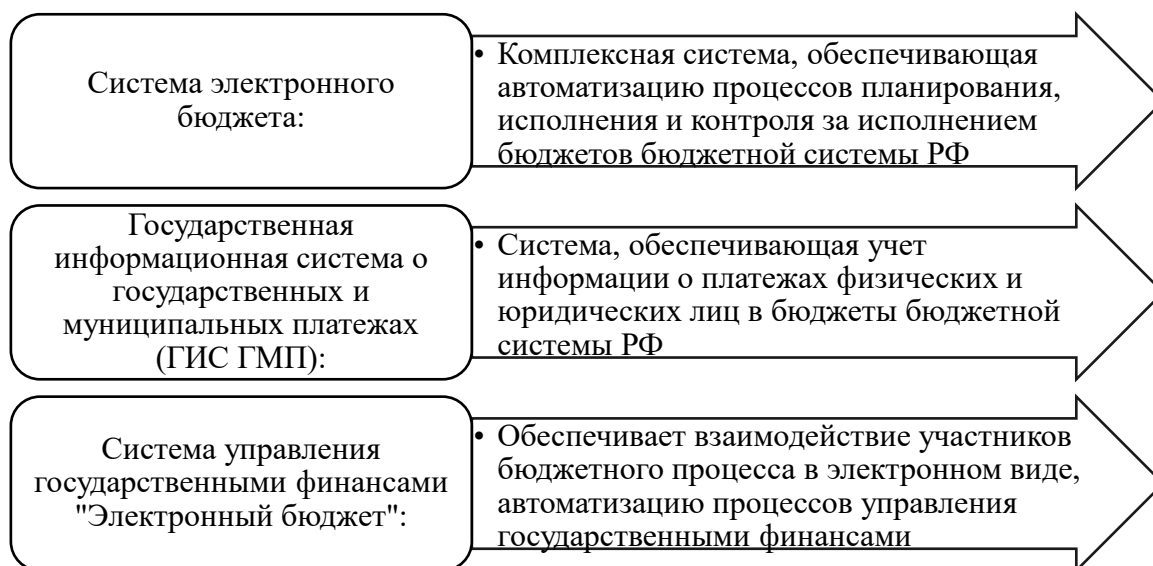 Система электронного
бюджета:
• Комплексная система, обеспечивающая
автоматизацию процессов планирования,
исполнения и контроля за исполнением
бюджетов бюджетной системы РФ
Государственная
информационная система о
государственных и
муниципальных платежах
(ГИС ГМП):
• Система, обеспечивающая учет
информации о платежах физических и
юридических лиц в бюджеты бюджетной
системы РФ
Система управления
государственными финансами
"Электронный бюджет":
• Обеспечивает взаимодействие участников
бюджетного процесса в электронном виде,
автоматизацию процессов управления
государственными финансами